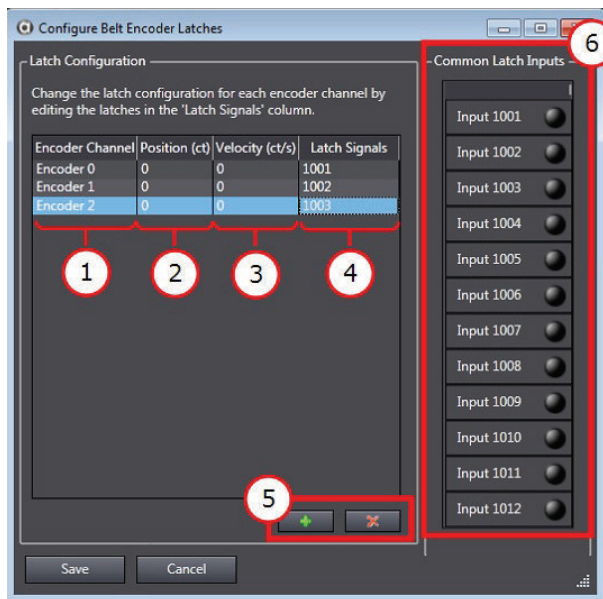 Configure Belt Encoder Latches
6
Latch Configuration
Change the latch configuration for each encoder channel by
editing the latches in the 'Latch Signals' column.
Encoder Channel Position (ct) Velocity (ct/s) Latch Signals
Encoder 0 0 0 1001
Encoder 1 0 0 1002
Encoder 2 0 0 1003
1 2 3 4
5
Save Cancel
Common Latch Inputs
Input 1001
Input 1002
Input 1003
Input 1004
Input 1005
Input 1006
Input 1007
Input 1008
Input 1009
Input 1010
Input 1011
Input 1012